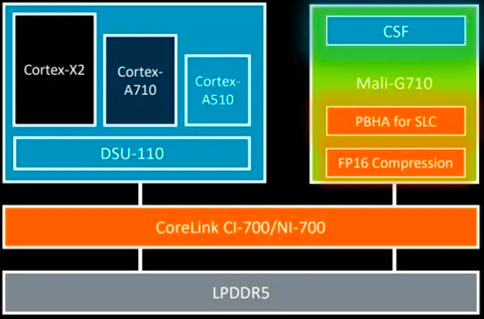 Cortex-X2
Cortex-
A710
Cortex-
A510
DSU-110
CSF
Mali-G710
PBHA for SLC
FP16 Compression
CoreLink CI-700/NI-700
LPDDR5